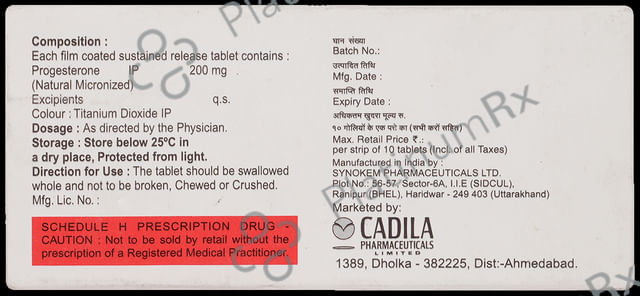 Composition :
Each film coated sustained release tablet contains :
Progesterone IP 200 mg
(Natural Micronized)
Excipients q.s.
Colour : Titanium Dioxide IP
Dosage : As directed by the Physician.
Storage : Store below 25ºC in
a dry place, Protected from light.
Direction for Use : The tablet should be swallowed
whole and not to be broken, Chewed or Crushed.
Mfg. Lic. No. :
SCHEDULE H PRESCRIPTION DRUG -
CAUTION : Not to be sold by retail without the
prescription of a Registered Medical Practitioner.
घान संख्या
Batch No.:
उत्पादित तिथि
Mfg. Date :
समाप्ति तिथि
Expiry Date :
अधिकतम खुदरा मूल्य रु.
१० गोलियों के एक पत्ते का (सभी करों सहित)
Max. Retail Price ₹.:
per strip of 10 tablets (Incl. of all Taxes)
Manufactured in India by :
SYNOKEM PHARMACEUTICALS LTD.
Plot No.: 56-57, Sector-6A, I.I.E (SIDCUL),
Ranipur (BHEL), Haridwar - 249 403 (Uttarakhand)
Marketed by:
CADILA
PHARMACEUTICALS
LIMITED
1389, Dholka - 382225, Dist:-Ahmedabad.
PlatinumRx